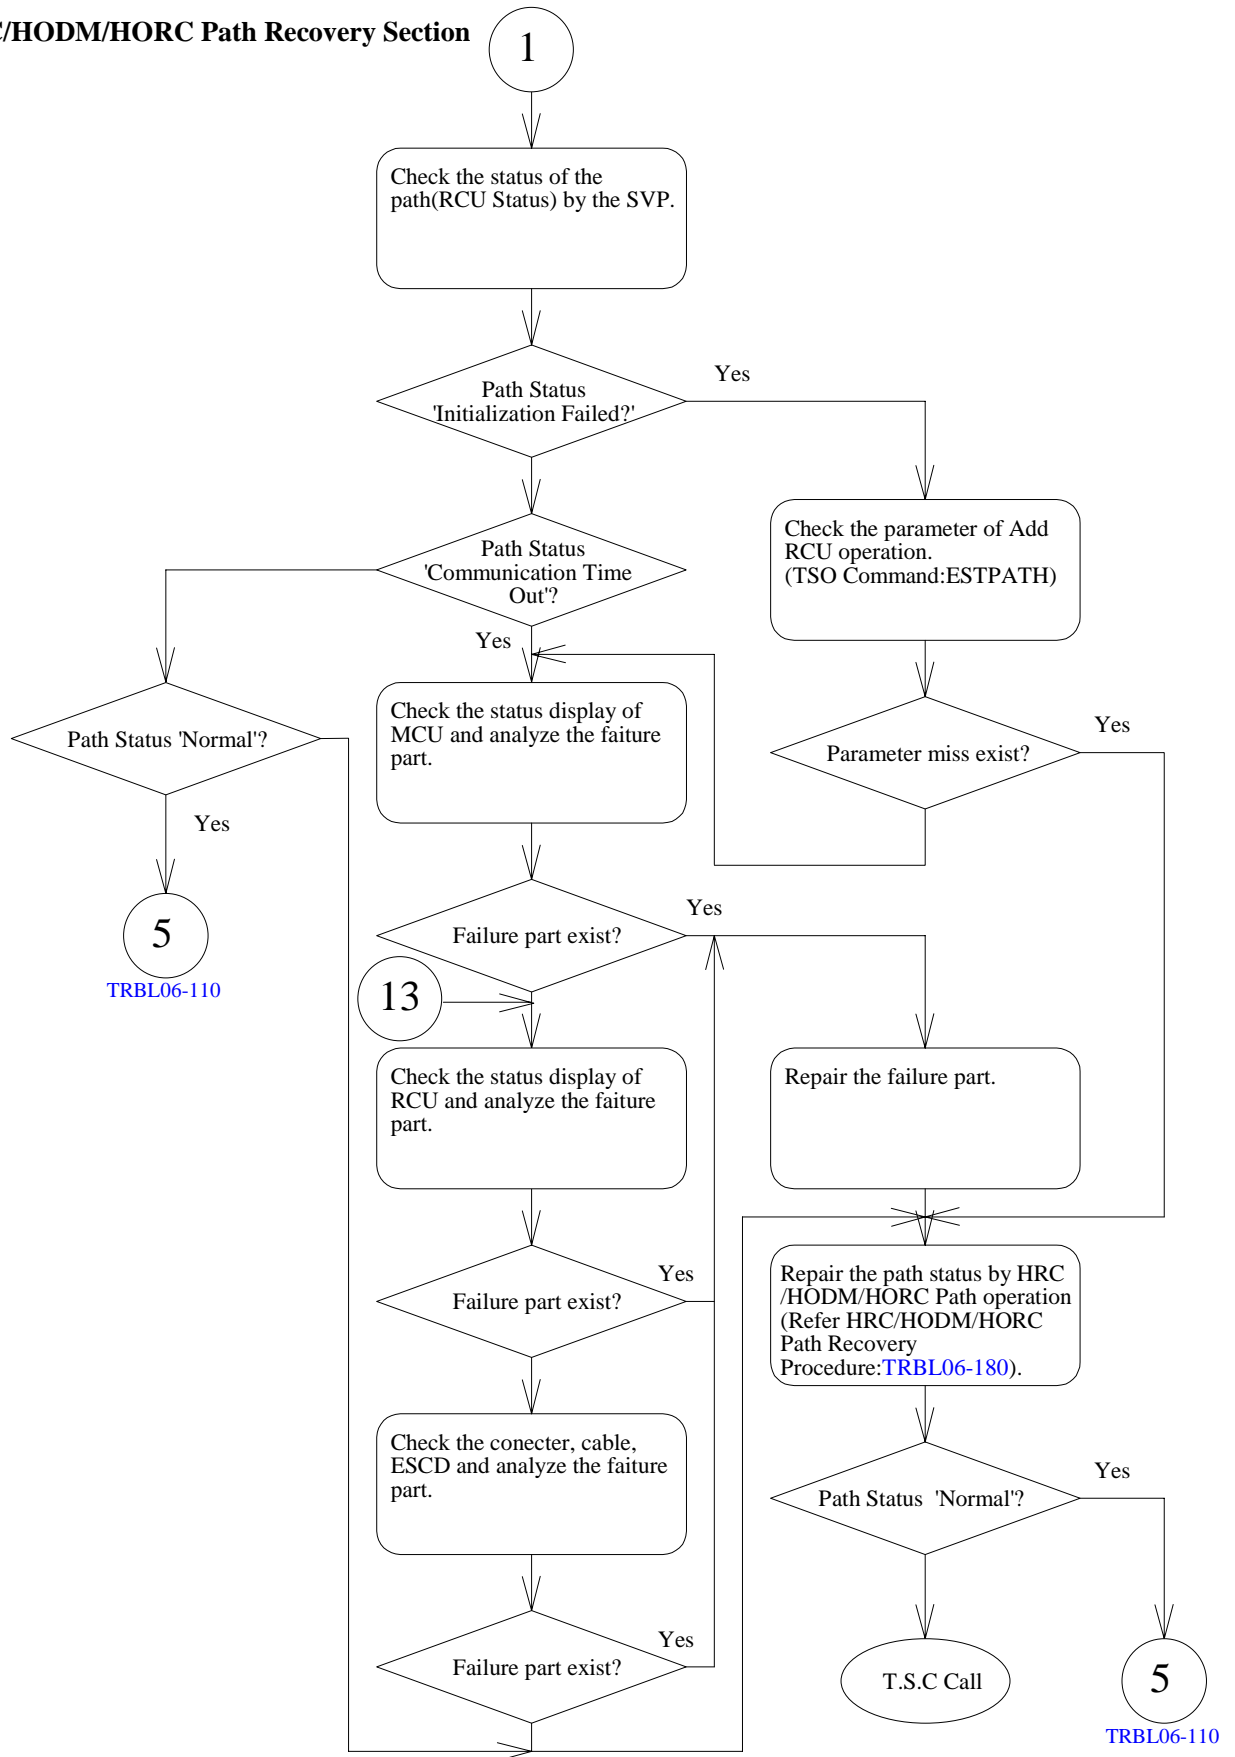 C/HODM/HORC Path Recovery Section
1
Check the status of the
path(RCU Status) by the SVP.
Path Status
'Initialization Failed?'
Yes
Check the parameter of Add
RCU operation.
(TSO Command:ESTPATH)
Path Status
'Communication Time
Out'?
Yes
Path Status 'Normal'?
Yes
5
TRBL06-110
Check the status display of
MCU and analyze the faiture
part.
Parameter miss exist?
Yes
Failure part exist?
Yes
13
Check the status display of
RCU and analyze the faiture
part.
Repair the failure part.
Failure part exist?
Yes
Repair the path status by HRC
/HODM/HORC Path operation
(Refer HRC/HODM/HORC
Path Recovery
Procedure:TRBL06-180).
Check the conecter, cable,
ESCD and analyze the faiture
part.
Path Status 'Normal'?
Yes
Failure part exist?
Yes
T.S.C Call
5
TRBL06-110